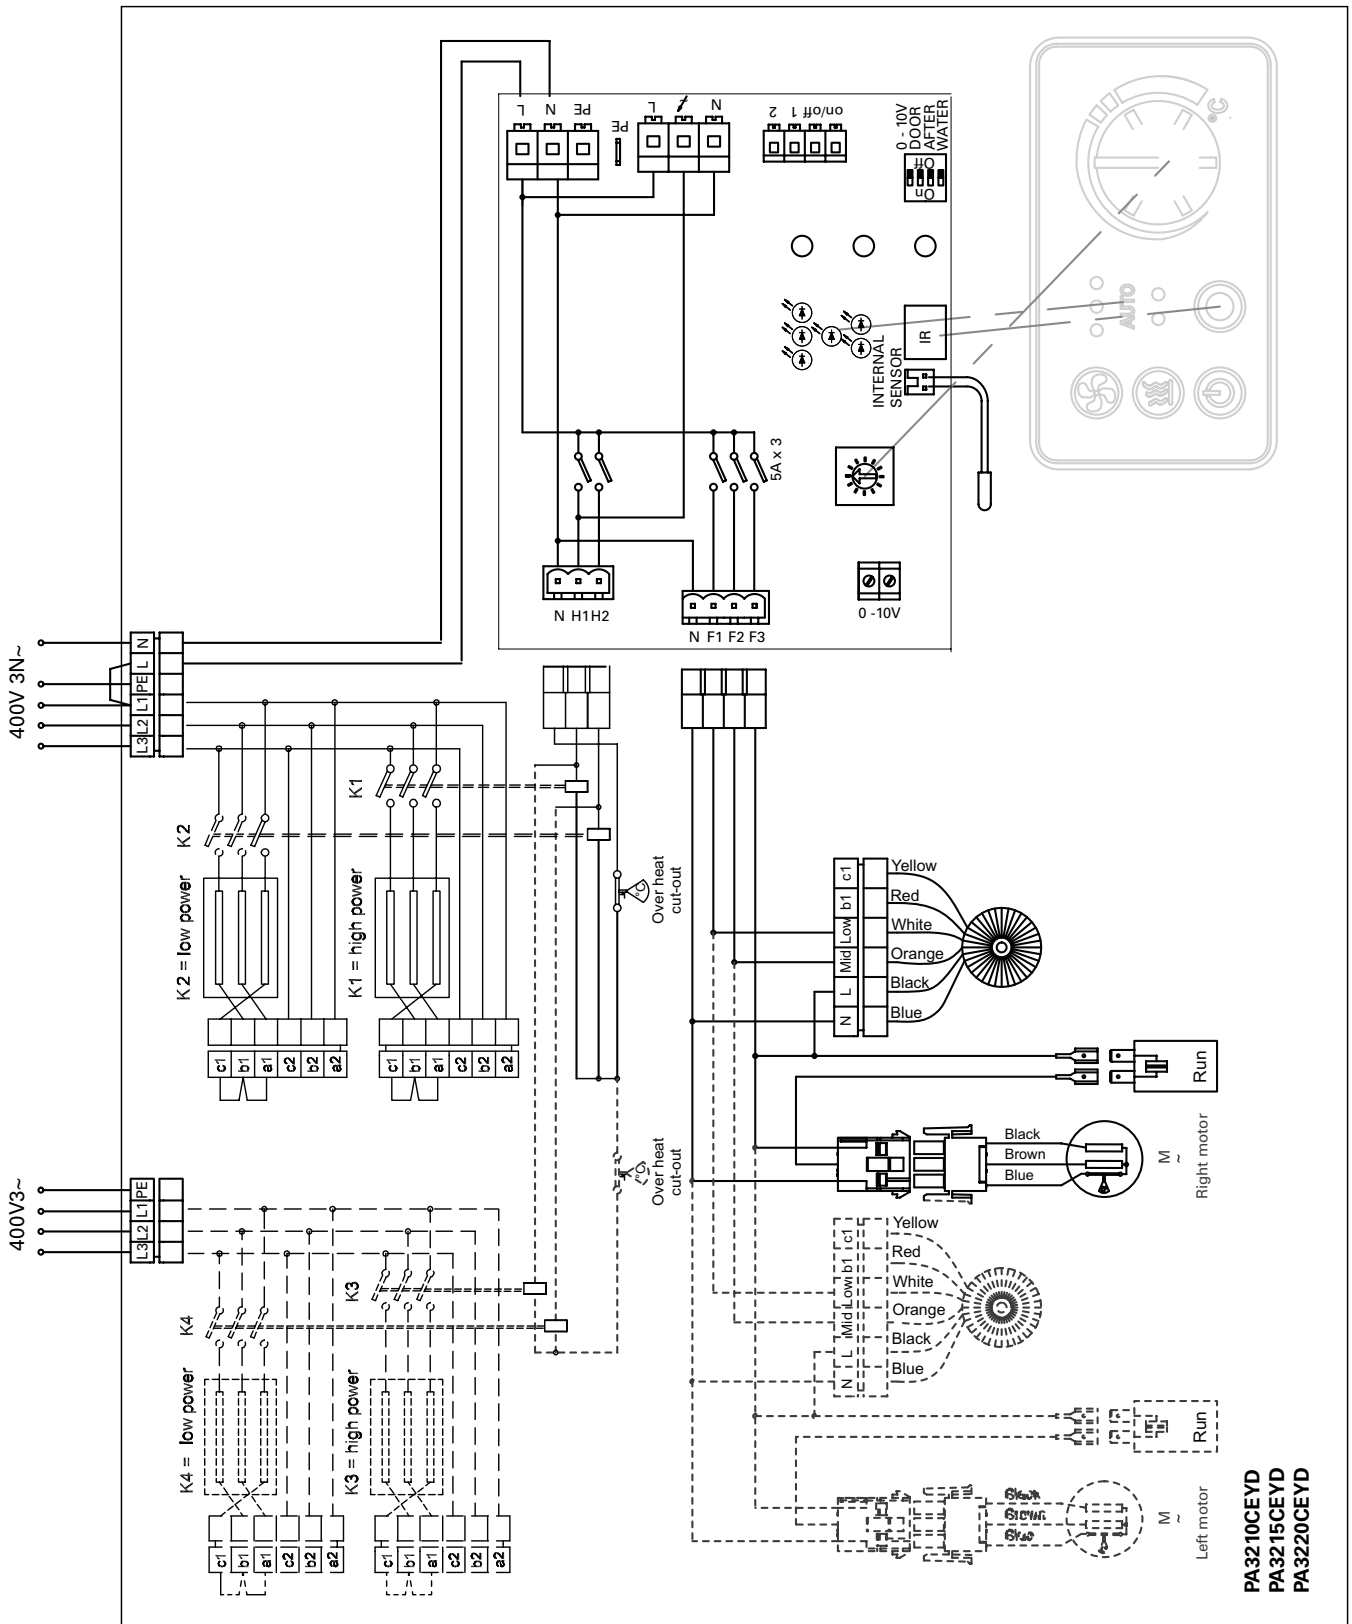 400V 3N~
N
L
PE
L1
L2
L3
L
N
PE
PE
L
N
2
1
on/off
0 - 10V
DOOR
AFTER
WATER
Off
On
°C
AUTO
IR
INTERNAL
SENSOR
5A x 3
N H1 H2
N F1 F2 F3
0 -10V
K1
K2
K2 = low power
K1 = high power
°C
Over heat
cut-out
c1
b1
a1
c2
b2
a2
c1
b1
a1
c2
b2
a2
c1
b1
Low
Mid
L
N
Yellow
Red
White
Orange
Black
Blue
Run
Black
Brown
Blue
M
~
Right motor
400V3~
PE
L1
L2
L3
K3
K4
K4 = low power
K3 = high power
°C
Over heat
cut-out
c1
b1
a1
c2
b2
a2
c1
b1
a1
c2
b2
a2
c1
b1
Low
Mid
L
N
Yellow
Red
White
Orange
Black
Blue
Run
Black
Brown
Blue
M
~
Left motor
PA3210CEYD
PA3215CEYD
PA3220CEYD